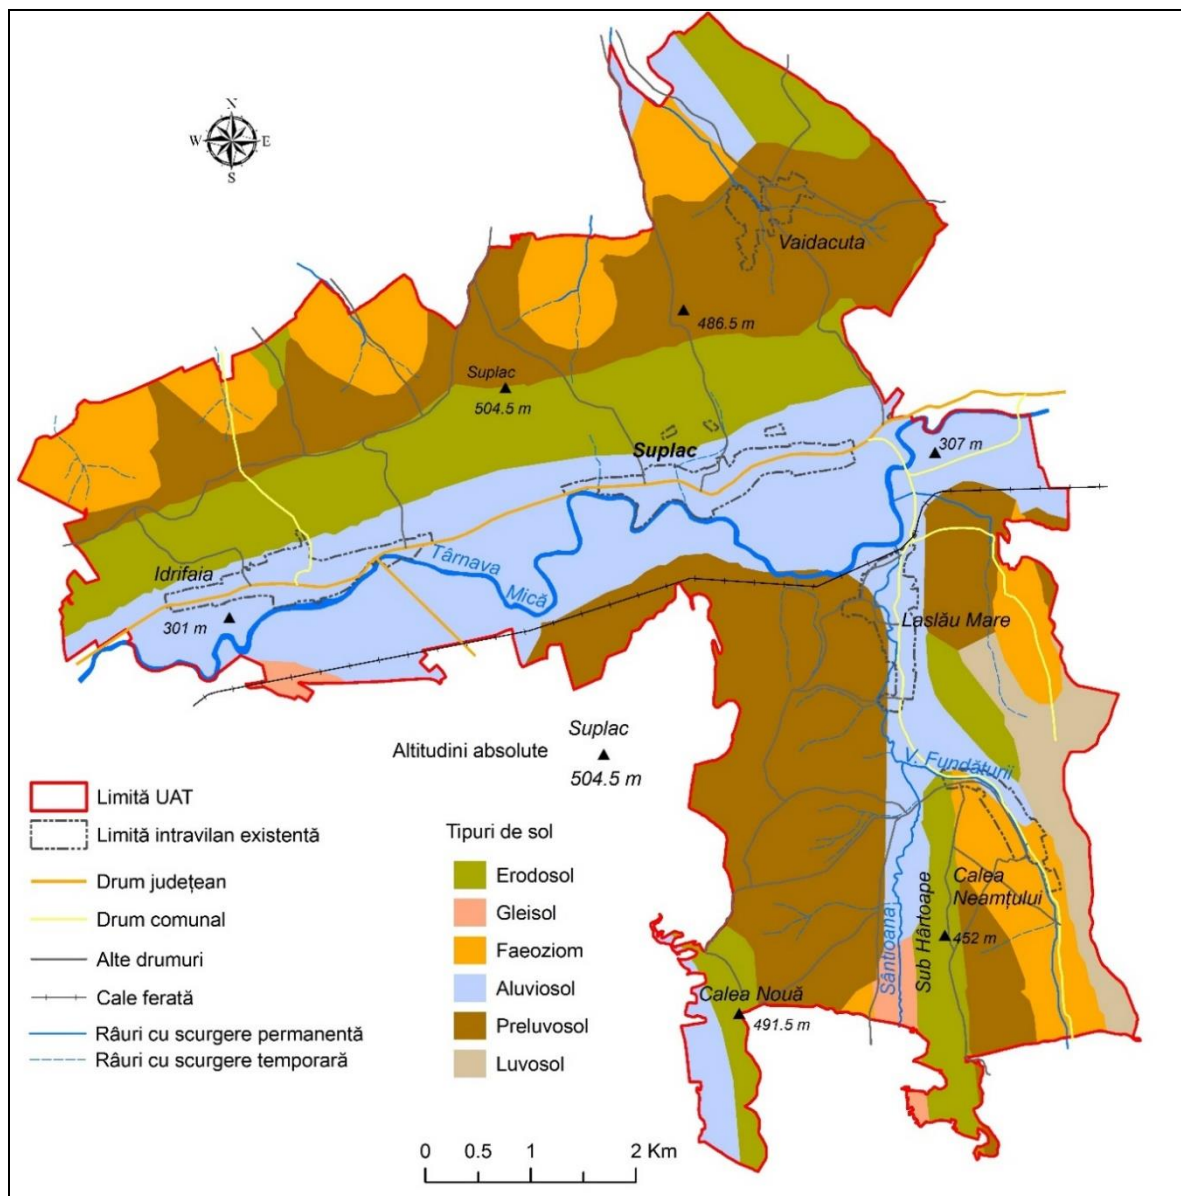 N
W E
S
Vaidacuta
486.5 m
Suplac
504.5 m
Suplac
307 m
Târnava
Mică
Idrifaia
301 m
Laslău Mare
Suplac
Altitudini absolute
504.5 m
V. Fundăturii
Limită UAT
Limită intravilan existentă
Drum județean
Drum comunal
Alte drumuri
Cale ferată
Râuri cu scurgere permanentă
Râuri cu scurgere temporară
Tipuri de sol
Erodosol
Gleisol
Faeoziom
Aluviosol
Preluvosol
Luvosol
Calea
Neamțului
Sântioana
Sub Hârtoape
452 m
Calea Nouă
491.5 m
0 0.5 1 2 Km